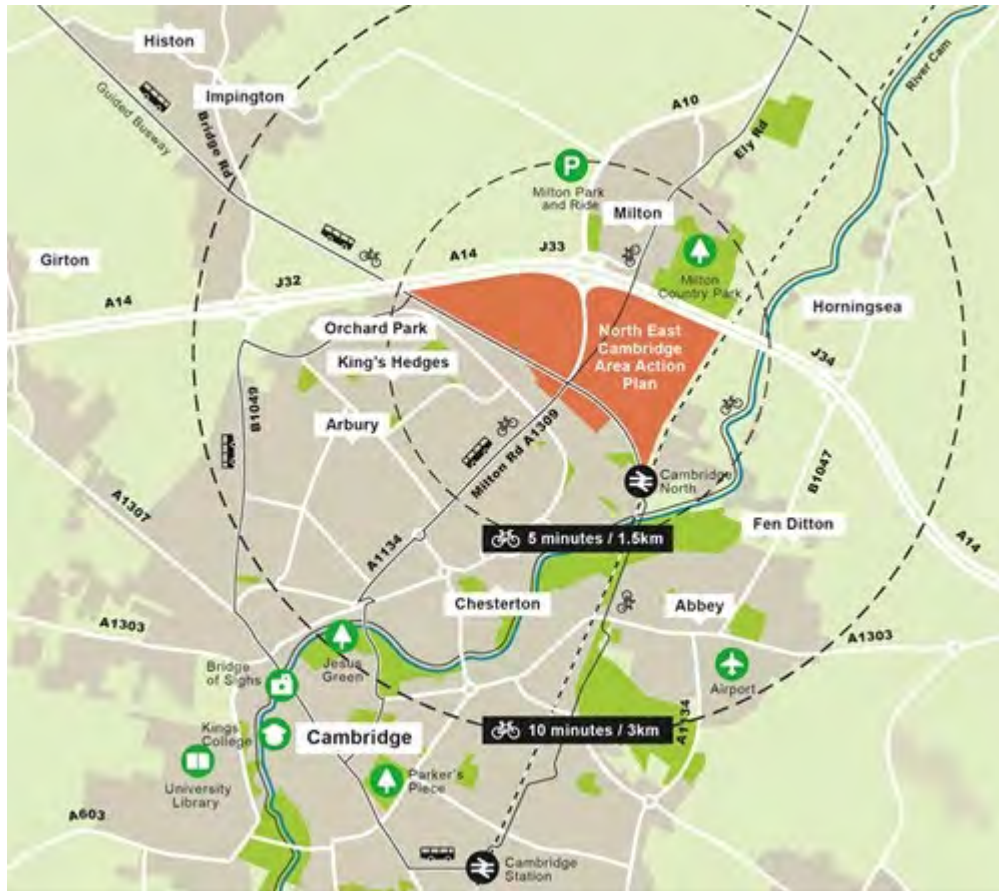 Histon
Impington
Guided Busway
Bridge Rd
A10
Ely Rd
River Cam
P
Milton Park
and Ride
Milton
Girton
A14
J32
A14
J33
Milton
Country Park
Horningsea
Orchard Park
King's Hedges
North East
Cambridge
Area Action
Plan
J34
B1049
Arbury
Milton Rd A1309
Cambridge
North
B1047
A1307
Fen Ditton
A14
5 minutes / 1.5km
A1134
Chesterton
Abbey
A1303
A1303
Jesus
Green
Bridge
of Sighs
Airport
A1134
Kings
College
Cambridge
10 minutes / 3km
University
Library
Parker's
Piece
A603
Cambridge
Station